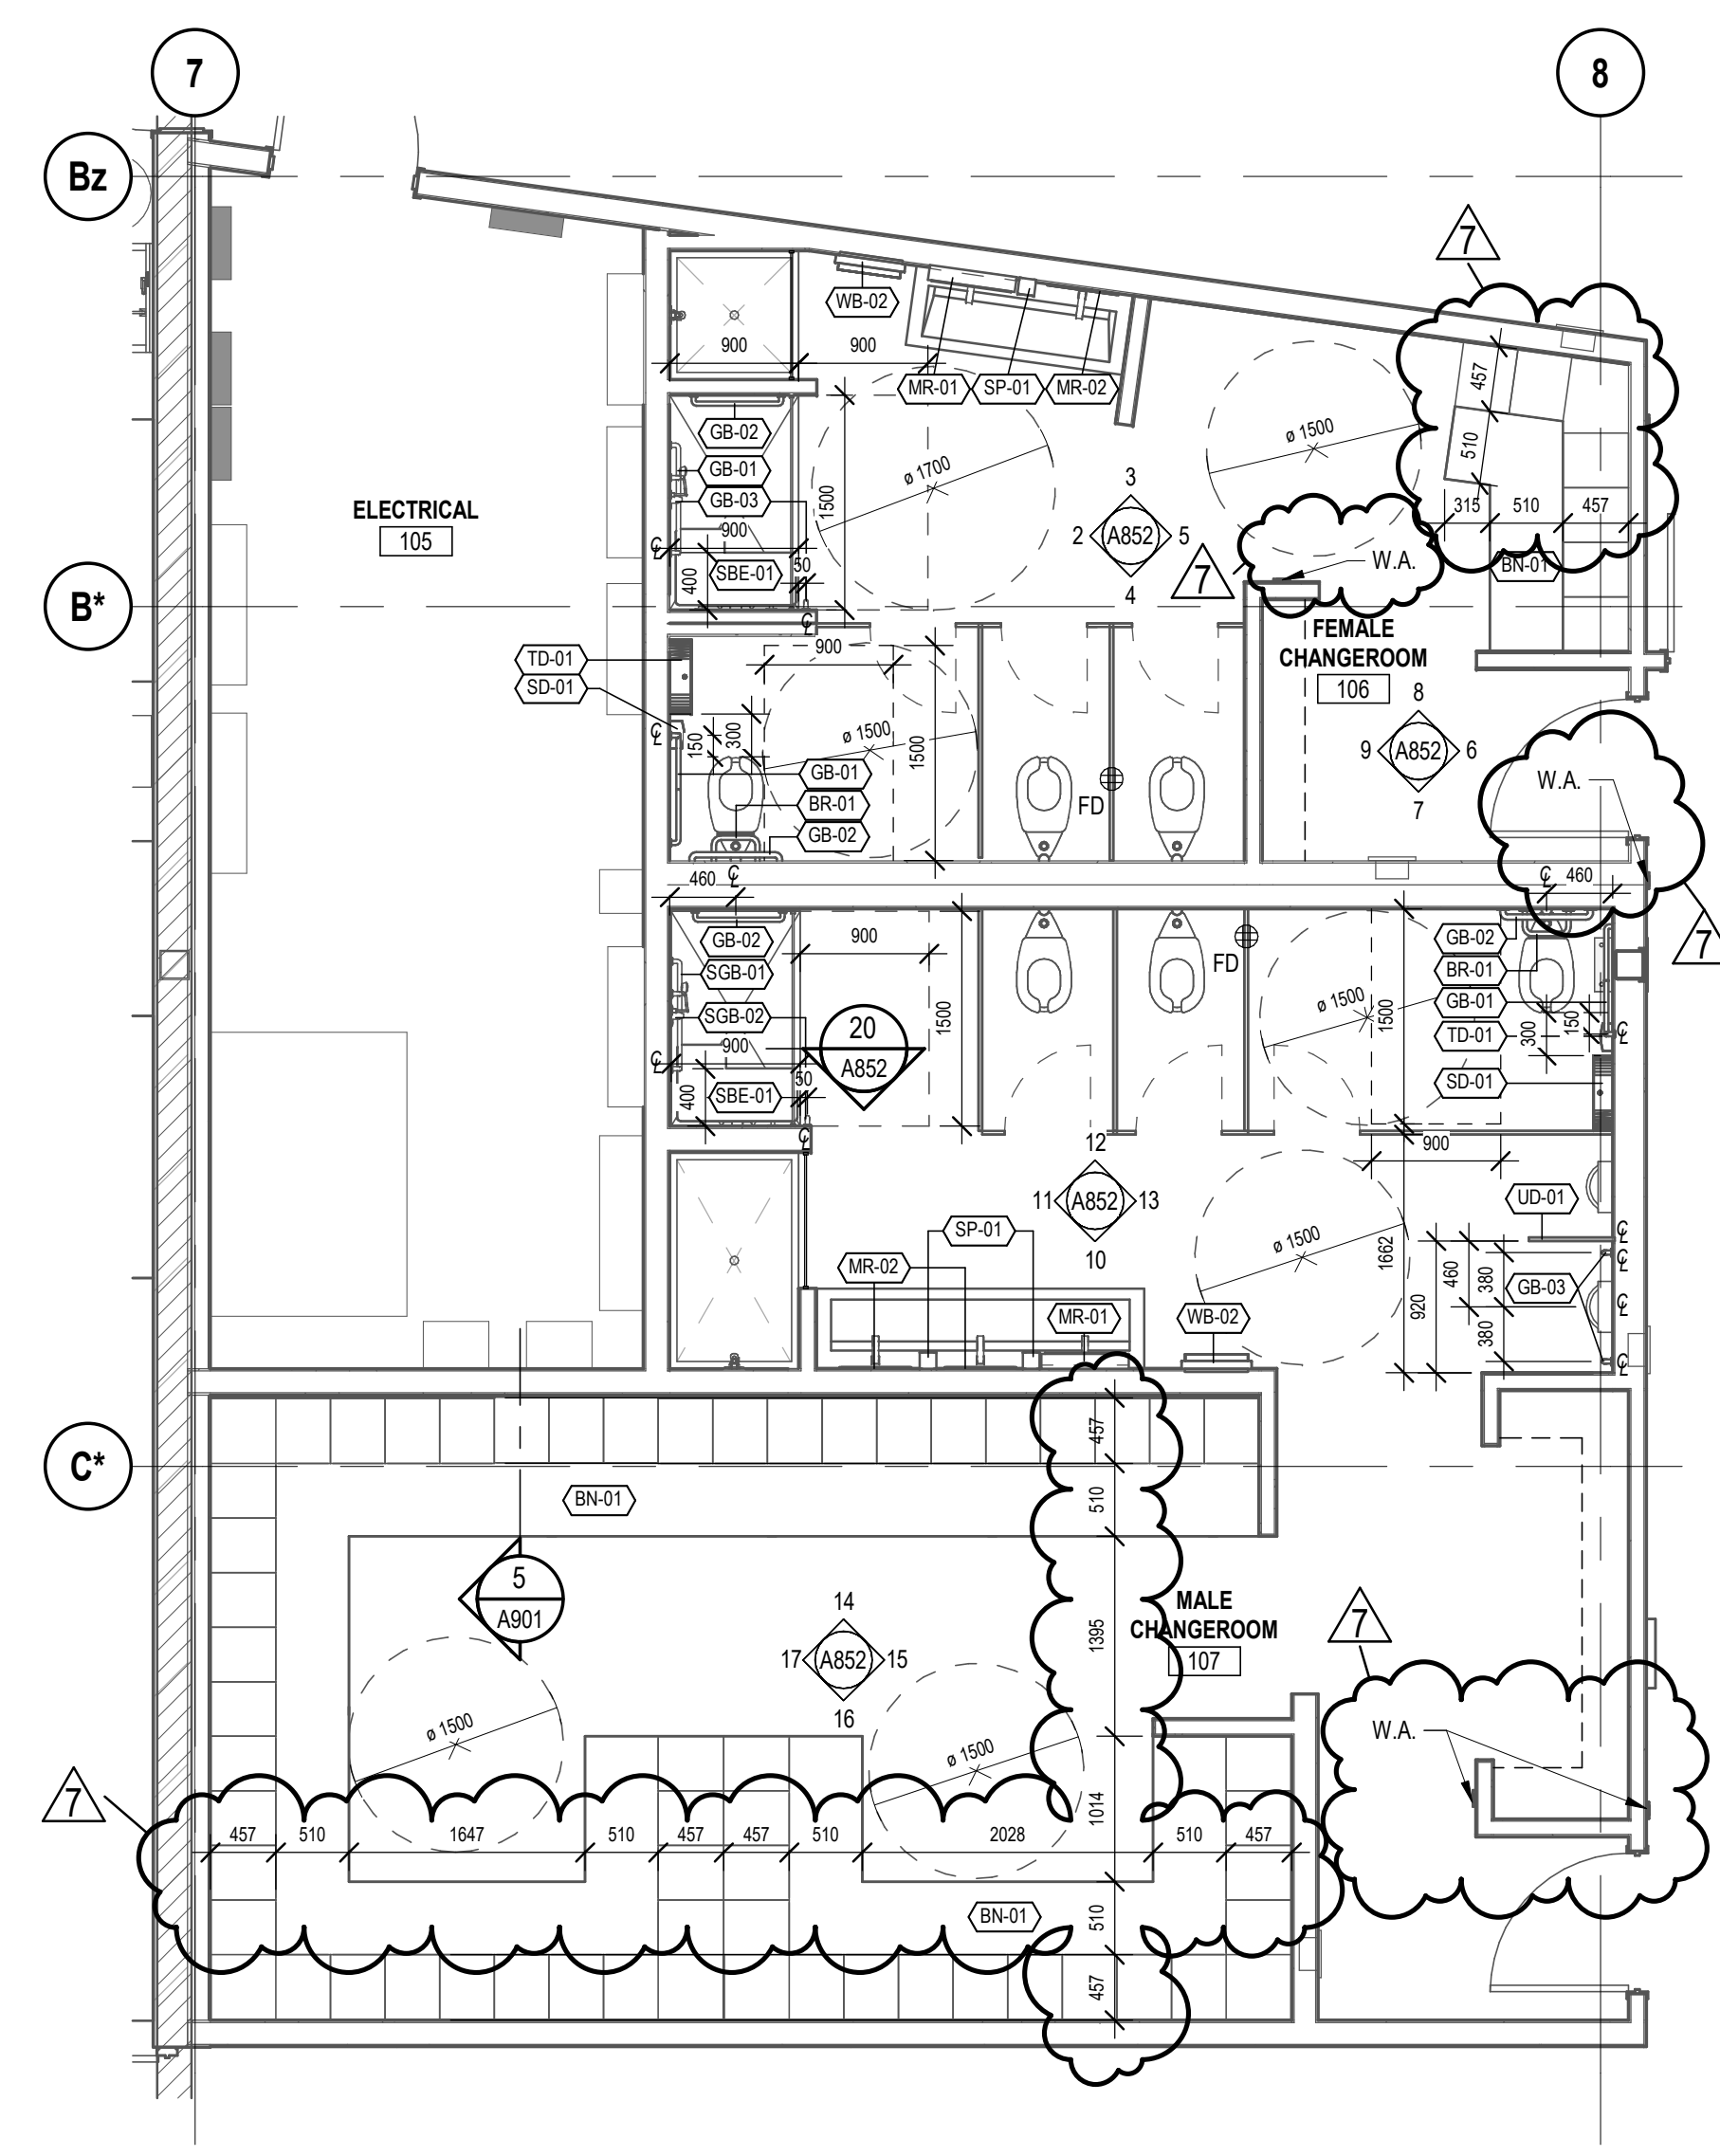 7
8
Bz
7
WB-02
900
900
MR-01
SP-01
MR-02
457
GB-02
ø 1500
510
GB-01
ø 1700
GB-03
1500
3
315
510
457
ELECTRICAL
105
900
2
A852
5
W.A.
BN-01
SBE-01
50
400
7
4
B*
FEMALE
CHANGEROOM
106
TD-01
900
SD-01
8
150
300
ø 1500
1500
9
A852
6
GB-01
W.A.
BR-01
FD
7
GB-02
460
460
GB-02
900
GB-02
7
SGB-01
FD
BR-01
SGB-02
1500
ø 1500
1500
GB-01
300
150
900
20
TD-01
A852
50
400
SBE-01
SD-01
12
900
11
A852
13
UD-01
SP-01
10
ø 1500
1662
MR-02
460
380
GB-03
920
MR-01
WB-02
380
457
C*
BN-01
510
5
A901
14
1395
MALE
CHANGEROOM
107
7
17
A852
15
16
ø 1500
ø 1500
W.A.
7
1014
457
510
1647
510
457
457
510
2028
510
457
BN-01
510
457